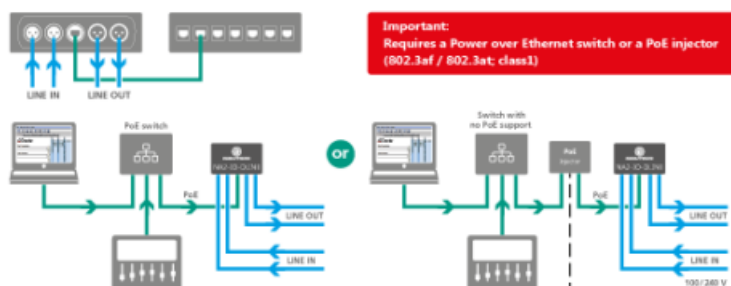 Important:
Requires a Power over Ethernet switch or a PoE injector
(802.3af / 802.3at; class1)
LINE IN
LINE OUT
PoE switch
PoE
LINE OUT
LINE IN
or
Switch with
no PoE support
PoE
Injector
PoE
LINE OUT
LINE IN
100/240 V